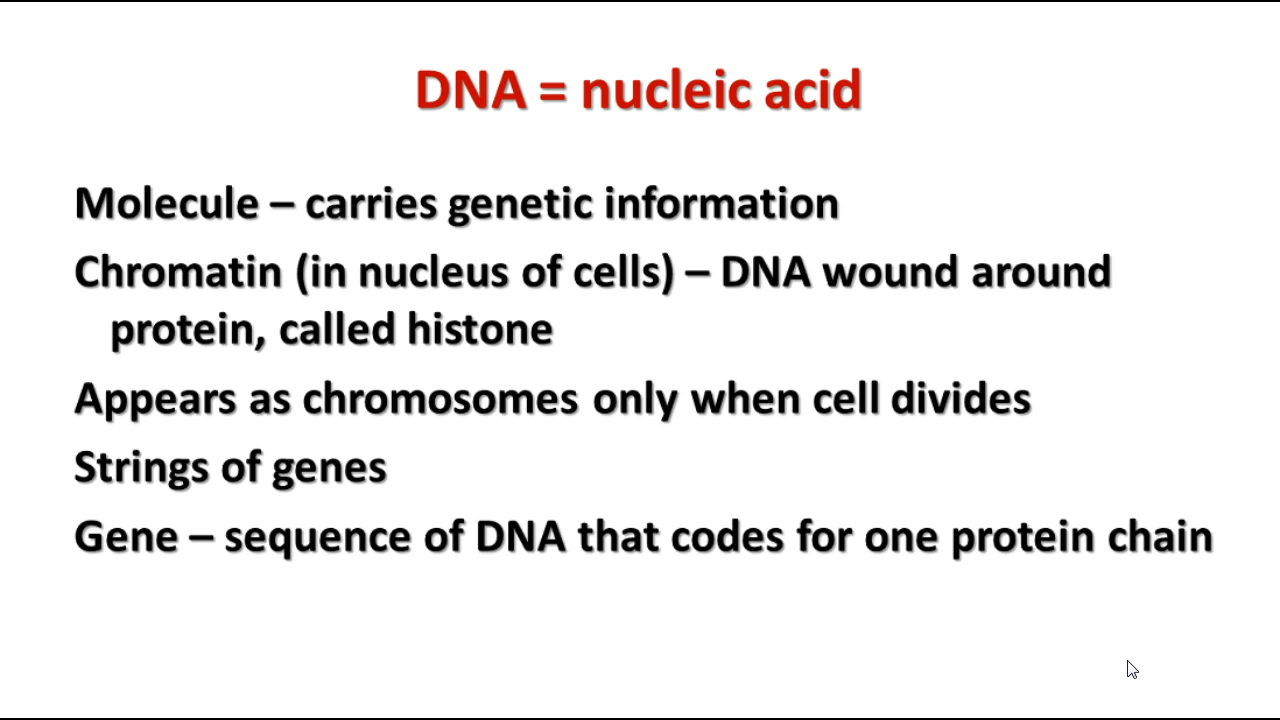 DNA = nucleic acid
Molecule – carries genetic information
Chromatin (in nucleus of cells) – DNA wound around
protein, called histone
Appears as chromosomes only when cell divides
Strings of genes
Gene – sequence of DNA that codes for one protein chain